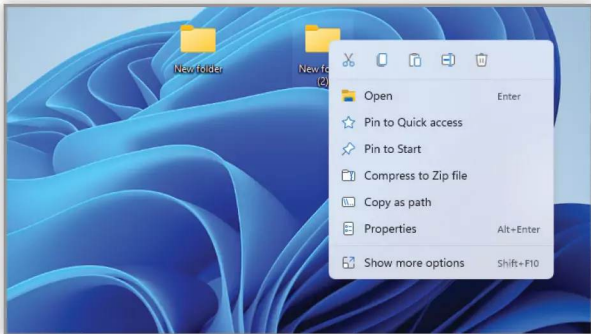 New folder
New fo
(2)
Open Enter
Pin to Quick access
Pin to Start
Compress to Zip file
Copy as path
Properties Alt+Enter
Show more options Shift+F10